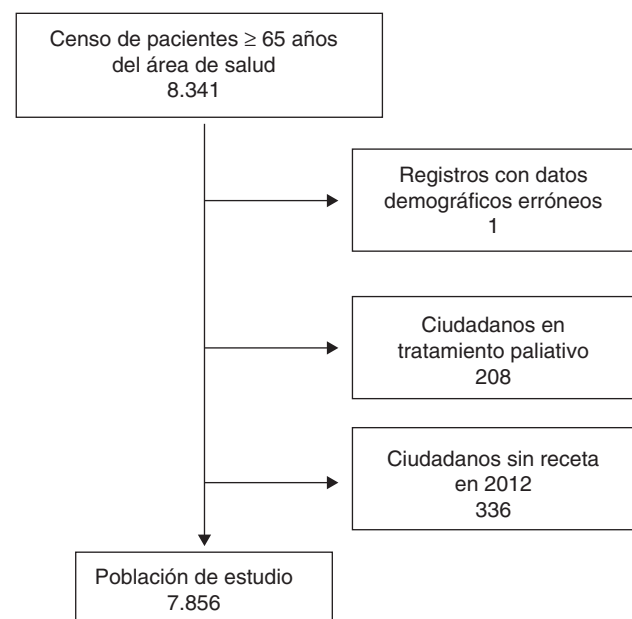 Censo de pacientes ≥ 65 años
del área de salud
8.341
Registros con datos
demográficos erróneos
1
Ciudadanos en
tratamiento paliativo
208
Ciudadanos sin receta
en 2012
336
Población de estudio
7.856